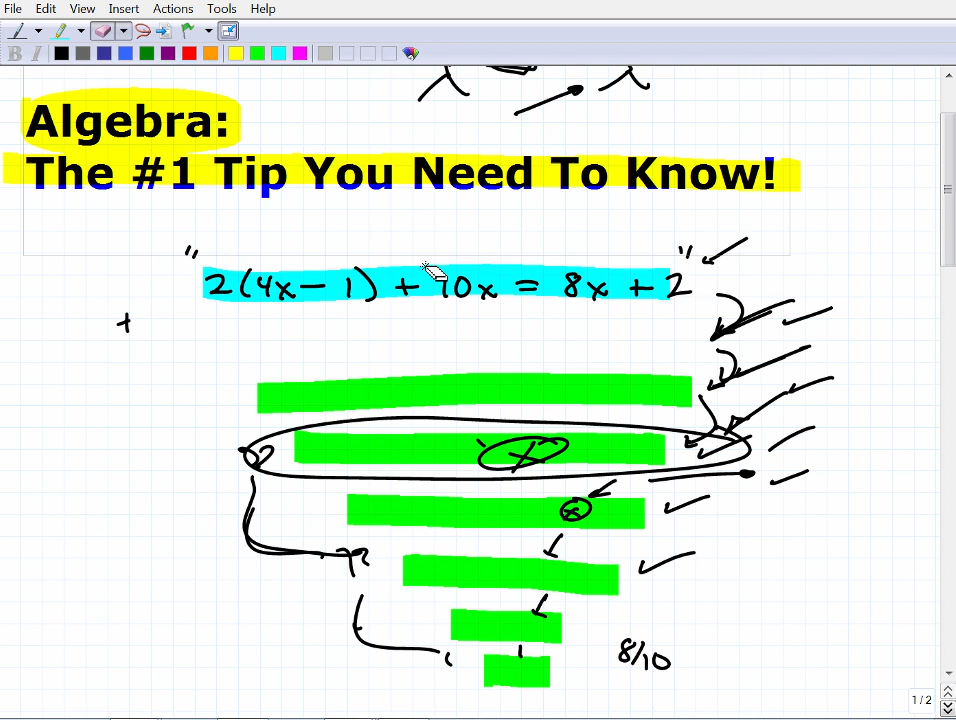 File Edit View Insert Actions Tools Help
B I
Algebra:
The #1 Tip You Need To Know!
" 2(4x - 1) + 10x = 8x + 2 "
+
x
x
8/10
1 / 2